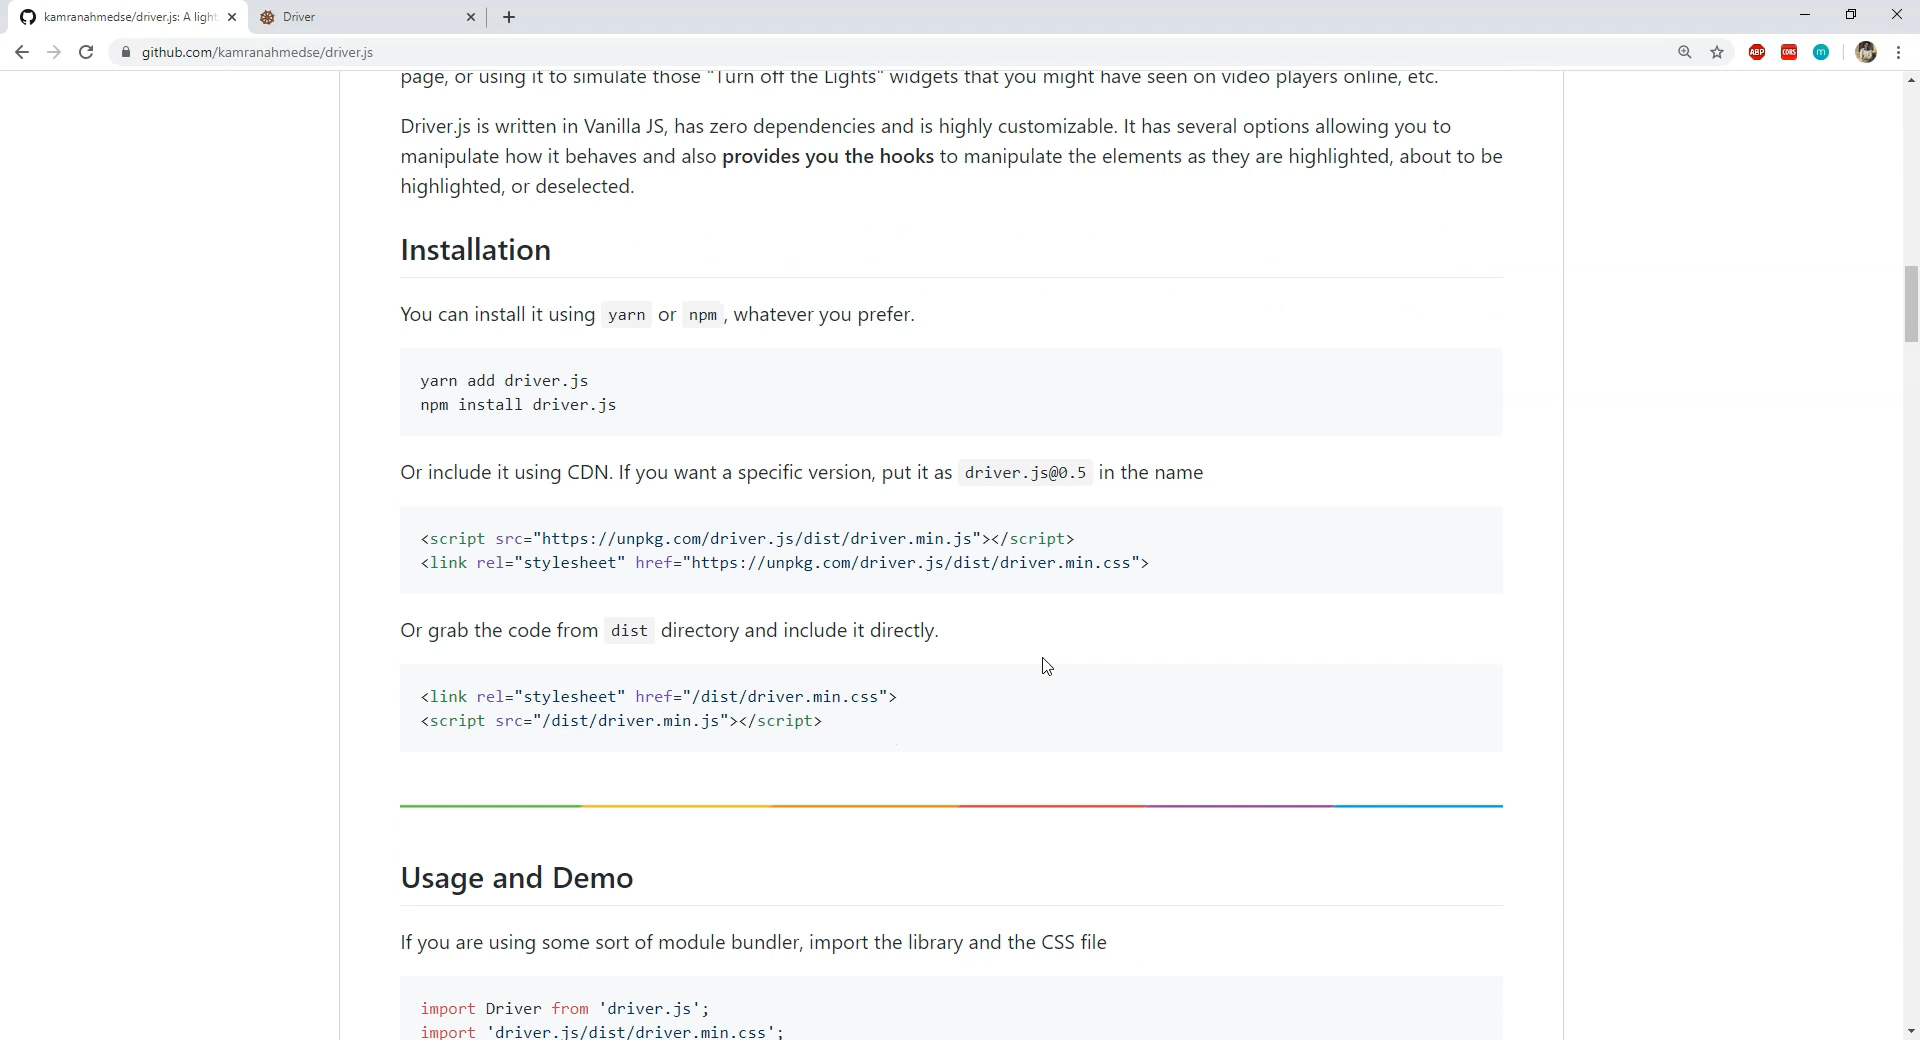 kamranahmedse/driver.js: A light
Driver
github.com/kamranahmedse/driver.js
ABP
CORS
m
page, or using it to simulate those "Turn off the Lights" widgets that you might have seen on video players online, etc.
Driver.js is written in Vanilla JS, has zero dependencies and is highly customizable. It has several options allowing you to
manipulate how it behaves and also provides you the hooks to manipulate the elements as they are highlighted, about to be
highlighted, or deselected.
Installation
You can install it using yarn or npm , whatever you prefer.
yarn add driver.js
npm install driver.js
Or include it using CDN. If you want a specific version, put it as driver.js@0.5 in the name
<script src="https://unpkg.com/driver.js/dist/driver.min.js"></script>
<link rel="stylesheet" href="https://unpkg.com/driver.js/dist/driver.min.css">
Or grab the code from dist directory and include it directly.
<link rel="stylesheet" href="/dist/driver.min.css">
<script src="/dist/driver.min.js"></script>
Usage and Demo
If you are using some sort of module bundler, import the library and the CSS file
import Driver from 'driver.js';
import 'driver.js/dist/driver.min.css';